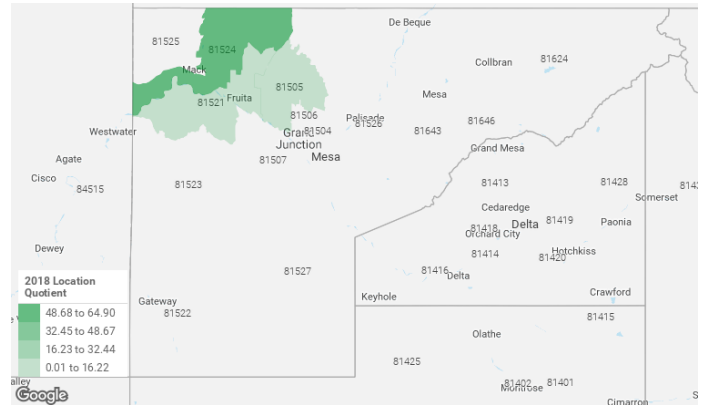 De Beque
81525
81524
Collbran
81624
Mack
81505
Mesa
81521
Fruita
81506
Palisade
81526
81646
Westwater
Grand
81504
81643
Junction
Mesa
Grand Mesa
Agate
81507
Cisco
84515
81523
81413
81428
Somerset
Cedaredge
81418
Delta
81419
Paonia
Orchard City
Dewey
81414
Hotchkiss
81420
81527
81416
Delta
2018 Location
Quotient
48.68 to 64.90
32.45 to 48.67
16.23 to 32.44
0.01 to 16.22
Gateway
81522
Keyhole
Crawford
81415
Olathe
81425
81402
Montrose
81401
alley
Google
Cimarron